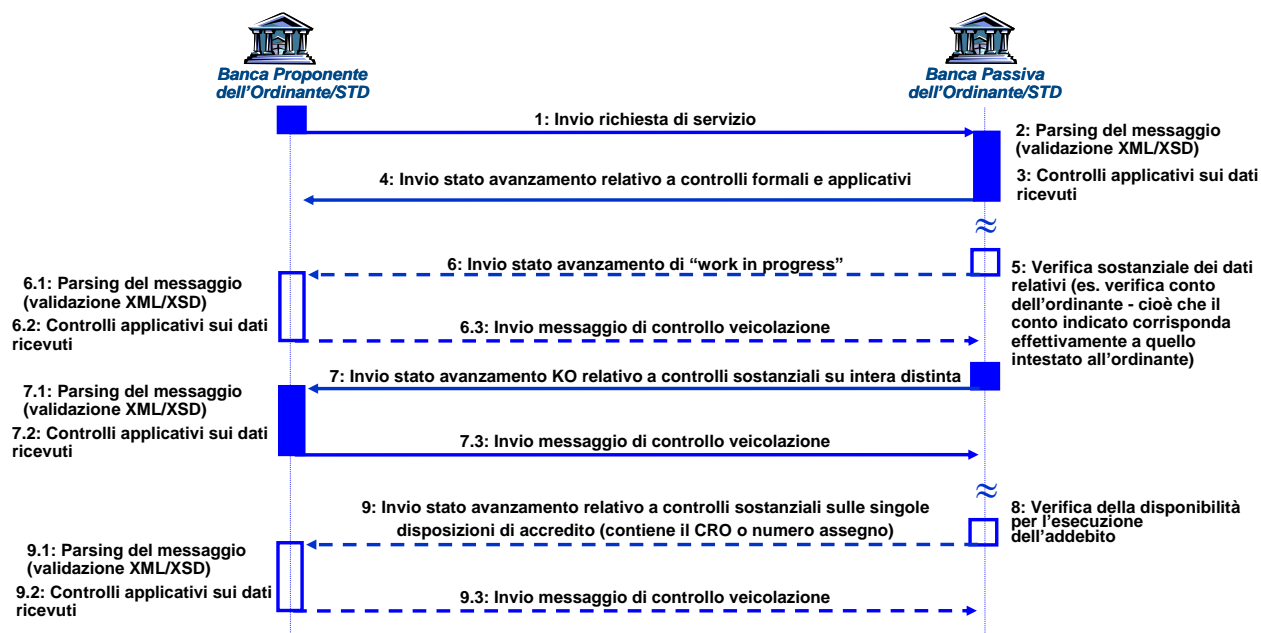 Banca Proponente
dell'Ordinante/STD
Banca Passiva
dell'Ordinante/STD
1: Invio richiesta di servizio
2: Parsing del messaggio
(validazione XML/XSD)
3: Controlli applicativi sui dati
ricevuti
4: Invio stato avanzamento relativo a controlli formali e applicativi
≈
5: Verifica sostanziale dei dati
relativi (es. verifica conto
dell'ordinante - cioè che il
conto indicato corrisponda
effettivamente a quello
intestato all'ordinante)
6: Invio stato avanzamento di “work in progress”
6.1: Parsing del messaggio
(validazione XML/XSD)
6.2: Controlli applicativi sui dati
ricevuti
6.3: Invio messaggio di controllo veicolazione
7: Invio stato avanzamento KO relativo a controlli sostanziali su intera distinta
7.1: Parsing del messaggio
(validazione XML/XSD)
7.2: Controlli applicativi sui dati
ricevuti
7.3: Invio messaggio di controllo veicolazione
≈
8: Verifica della disponibilità
per l'esecuzione
dell'addebito
9: Invio stato avanzamento relativo a controlli sostanziali sulle singole
disposizioni di accredito (contiene il CRO o numero assegno)
9.1: Parsing del messaggio
(validazione XML/XSD)
9.2: Controlli applicativi sui dati
ricevuti
9.3: Invio messaggio di controllo veicolazione